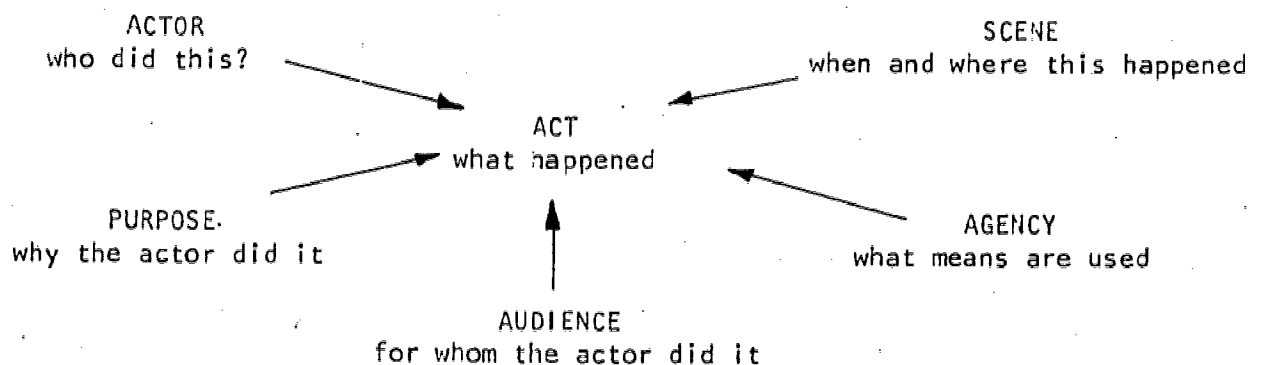 ACTOR
who did this?
SCENE
when and where this happened
ACT
what happened
PURPOSE.
why the actor did it
AGENCY
what means are used
AUDIENCE
for whom the actor did it